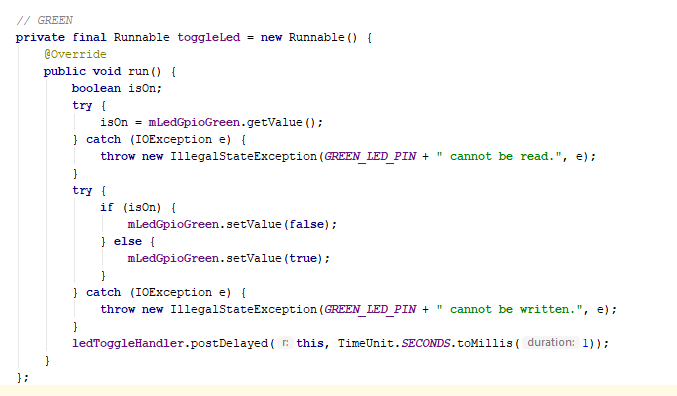 // GREEN
private final Runnable toggleLed = new Runnable() {
    @Override
    public void run() {
        boolean isOn;
        try {
            isOn = mLedGpioGreen.getValue();
        } catch (IOException e) {
            throw new IllegalStateException(GREEN_LED_PIN + " cannot be read.", e);
        }
        try {
            if (isOn) {
                mLedGpioGreen.setValue(false);
            } else {
                mLedGpioGreen.setValue(true);
            }
        } catch (IOException e) {
            throw new IllegalStateException(GREEN_LED_PIN + " cannot be written.", e);
        }
        ledToggleHandler.postDelayed( r: this, TimeUnit.SECONDS.toMillis( duration: 1));
    }
};